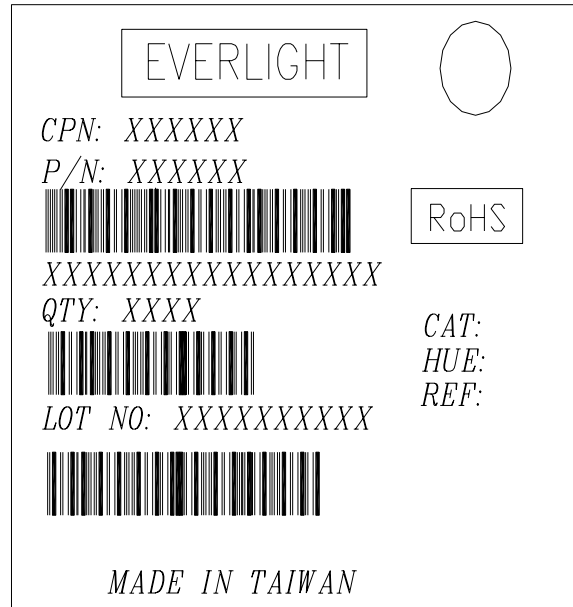 EVERLIGHT
CPN: XXXXXX
P/N: XXXXXX
RoHS
XXXXXXXXXXXXXXXXX
QTY: XXXX
CAT:
HUE:
REF:
LOT NO: XXXXXXXXXX
MADE IN TAIWAN